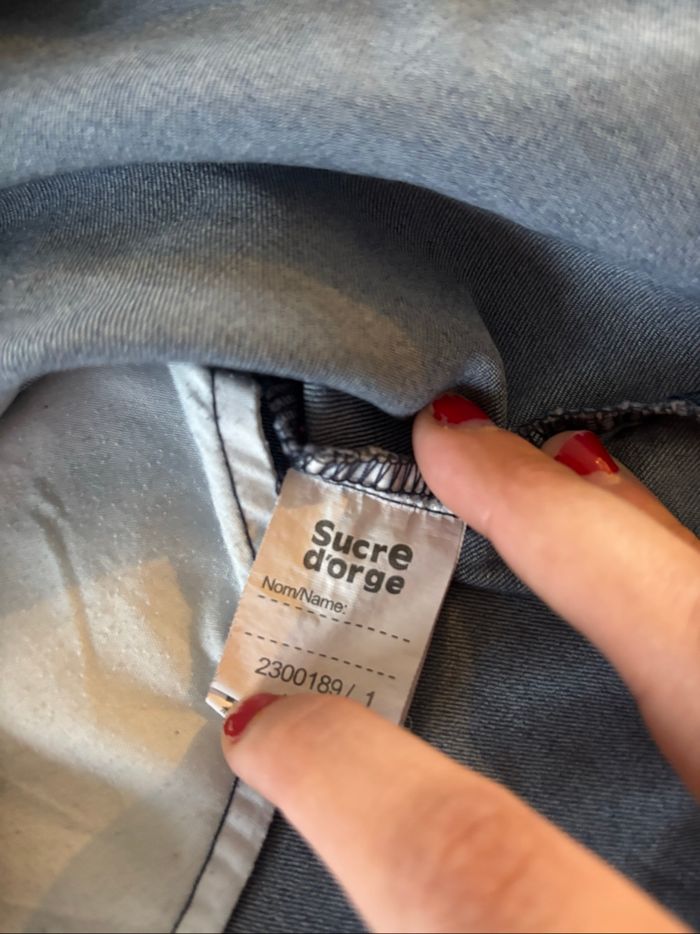 Sucre
d'orge
Nom/Name:
2300189 / 1